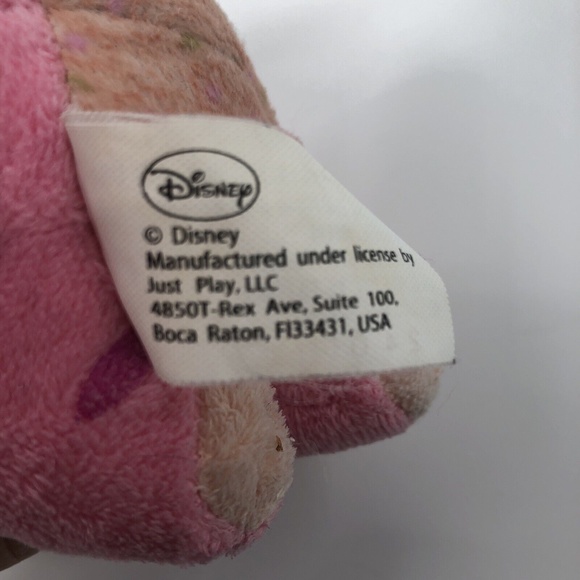 Disney
© Disney
Manufactured under license by
Just Play, LLC
4850T-Rex Ave, Suite 100,
Boca Raton, Fl33431, USA